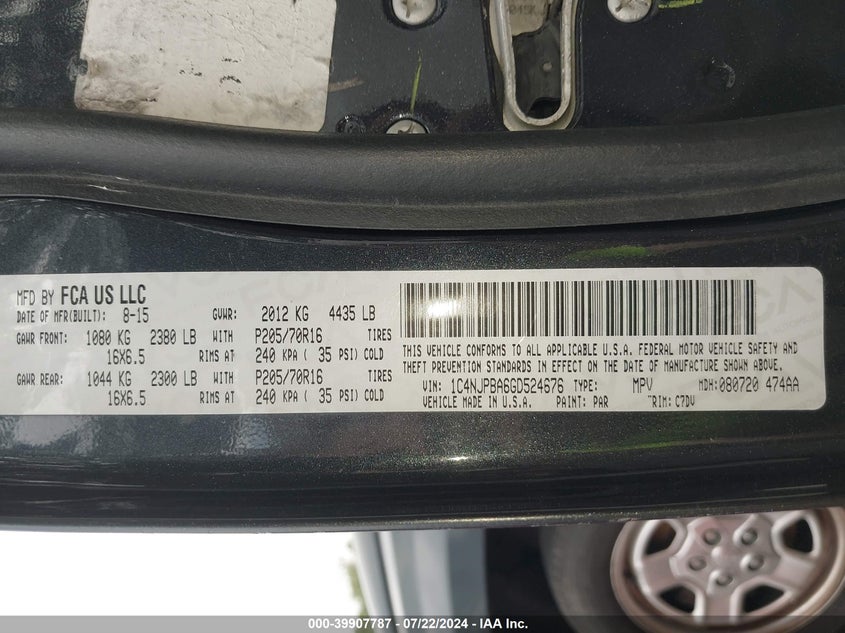 MFD BY FCA US LLC
DATE OF MFR(BUILT): 8-15 GVWR: 2012 KG 4435 LB
GAWR FRONT: 1080 KG 2380 LB WITH P205/70R16 TIRES
16X6.5 RIMS AT 240 KPA ( 35 PSI) COLD
GAWR REAR: 1044 KG 2300 LB WITH P205/70R16 TIRES
16X6.5 RIMS AT 240 KPA ( 35 PSI) COLD
THIS VEHICLE CONFORMS TO ALL APPLICABLE U.S.A. FEDERAL MOTOR VEHICLE SAFETY AND
THEFT PREVENTION STANDARDS IN EFFECT ON THE DATE OF MANUFACTURE SHOWN ABOVE.
VIN: 1C4NJPBA6GD524676 TYPE: MPV MDH: 080720 474AA
VEHICLE MADE IN U.S.A. PAINT: PAR TRIM: C7DV
000-39907787 - 07/22/2024 - IAA Inc.